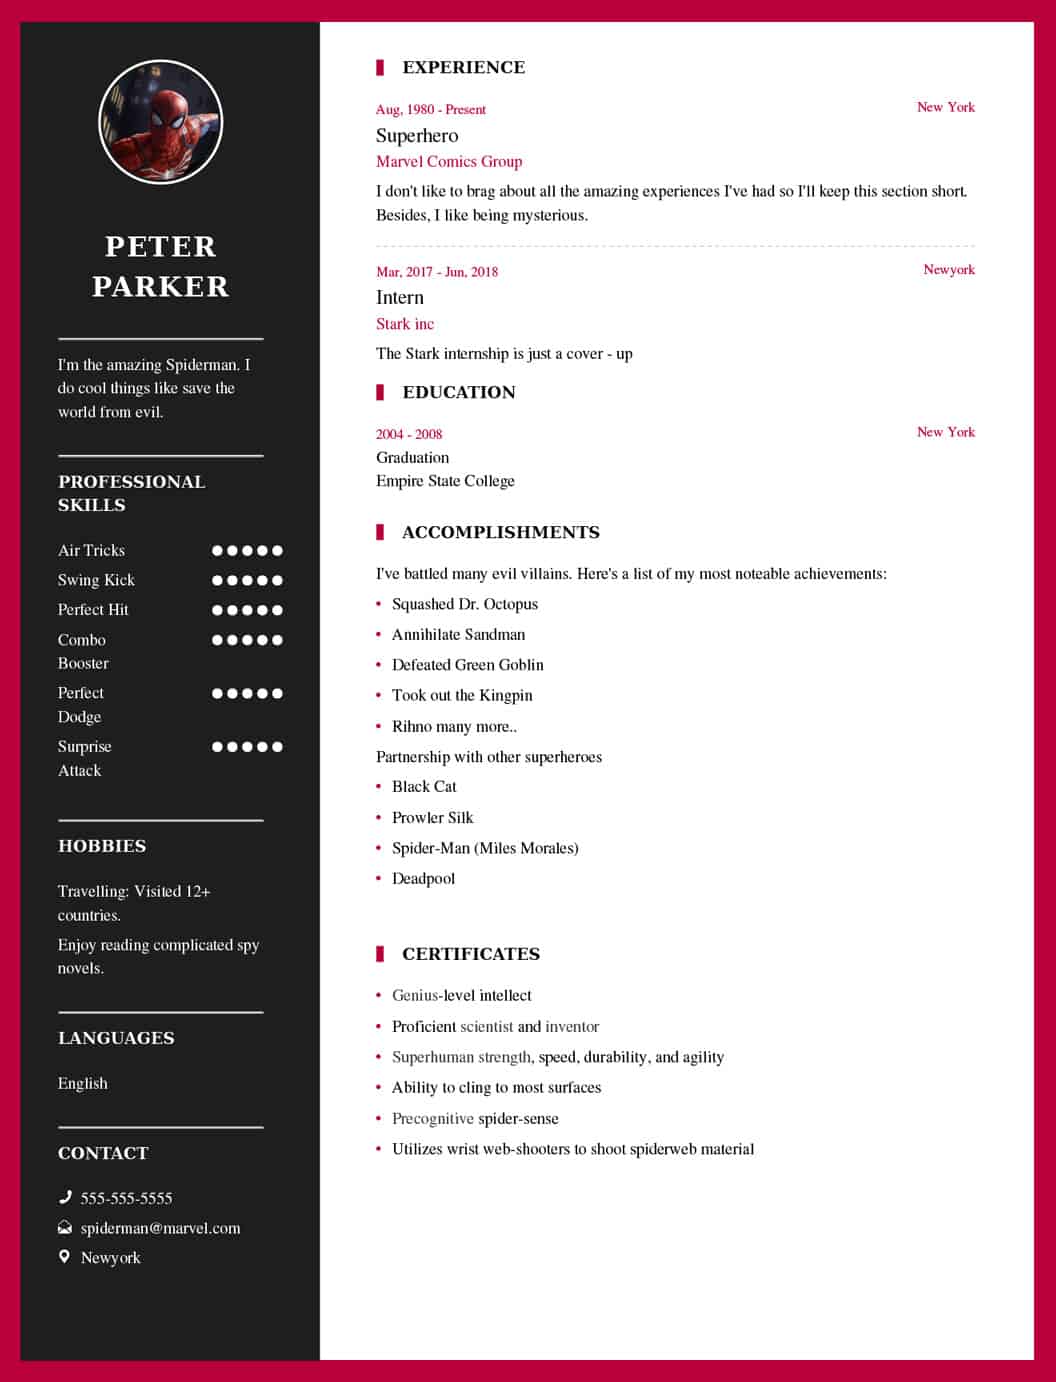 PETER
PARKER
I'm the amazing Spiderman. I
do cool things like save the
world from evil.
PROFESSIONAL
SKILLS
Air Tricks
Swing Kick
Perfect Hit
Combo
Booster
Perfect
Dodge
Surprise
Attack
HOBBIES
Travelling: Visited 12+
countries.
Enjoy reading complicated spy
novels.
LANGUAGES
English
CONTACT
555-555-5555
spiderman@marvel.com
Newyork
EXPERIENCE
Aug, 1980 - Present New York
Superhero
Marvel Comics Group
I don't like to brag about all the amazing experiences I've had so I'll keep this section short.
Besides, I like being mysterious.
Mar, 2017 - Jun, 2018 Newyork
Intern
Stark inc
The Stark internship is just a cover - up
EDUCATION
2004 - 2008 New York
Graduation
Empire State College
ACCOMPLISHMENTS
I've battled many evil villains. Here's a list of my most noteable achievements:
• Squashed Dr. Octopus
• Annihilate Sandman
• Defeated Green Goblin
• Took out the Kingpin
• Rihno many more..
Partnership with other superheroes
• Black Cat
• Prowler Silk
• Spider-Man (Miles Morales)
• Deadpool
CERTIFICATES
• Genius-level intellect
• Proficient scientist and inventor
• Superhuman strength, speed, durability, and agility
• Ability to cling to most surfaces
• Precognitive spider-sense
• Utilizes wrist web-shooters to shoot spiderweb material